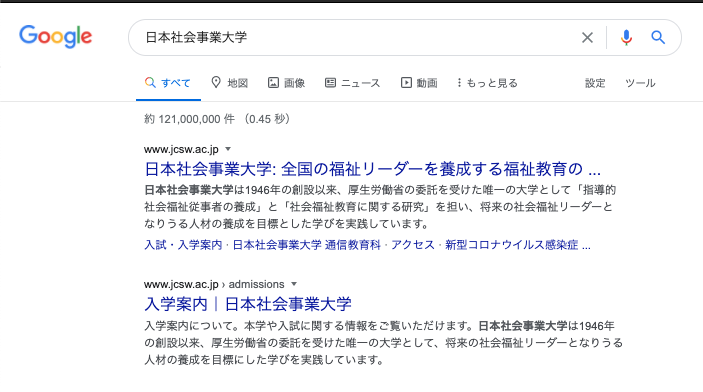 Google 日本社会事業大学
すべて 地図 画像 ニュース 動画 もっと見る 設定 ツール
約 121,000,000 件 （0.45 秒）
www.jcsw.ac.jp
日本社会事業大学: 全国の福祉リーダーを養成する福祉教育の ...
日本社会事業大学は1946年の創設以来、厚生労働省の委託を受けた唯一の大学として「指導的
社会福祉従事者の養成」と「社会福祉教育に関する研究」を担い、将来の社会福祉リーダーと
なりうる人材の養成を目標とした学びを実践しています。
入試・入学案内 · 日本社会事業大学 通信教育科 · アクセス · 新型コロナウイルス感染症 ...
www.jcsw.ac.jp › admissions
入学案内｜日本社会事業大学
入学案内について。本学や入試に関する情報をご覧いただけます。日本社会事業大学は1946年
の創設以来、厚生労働省の委託を受けた唯一の大学として、将来の社会福祉リーダーとなりうる
人材の養成を目標にした学びを実践しています。